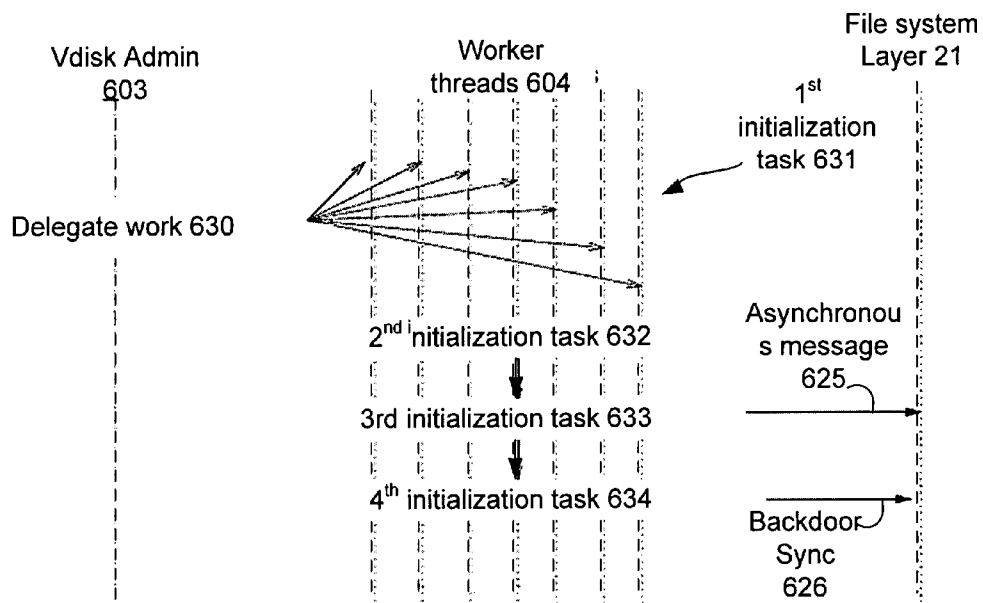 Vdisk Admin
603
Worker
threads 604
File system
Layer 21
1st
initialization
task 631
Delegate work 630
2nd initialization task 632
Asynchronou
s message
625
3rd initialization task 633
4th initialization task 634
Backdoor
Sync
626